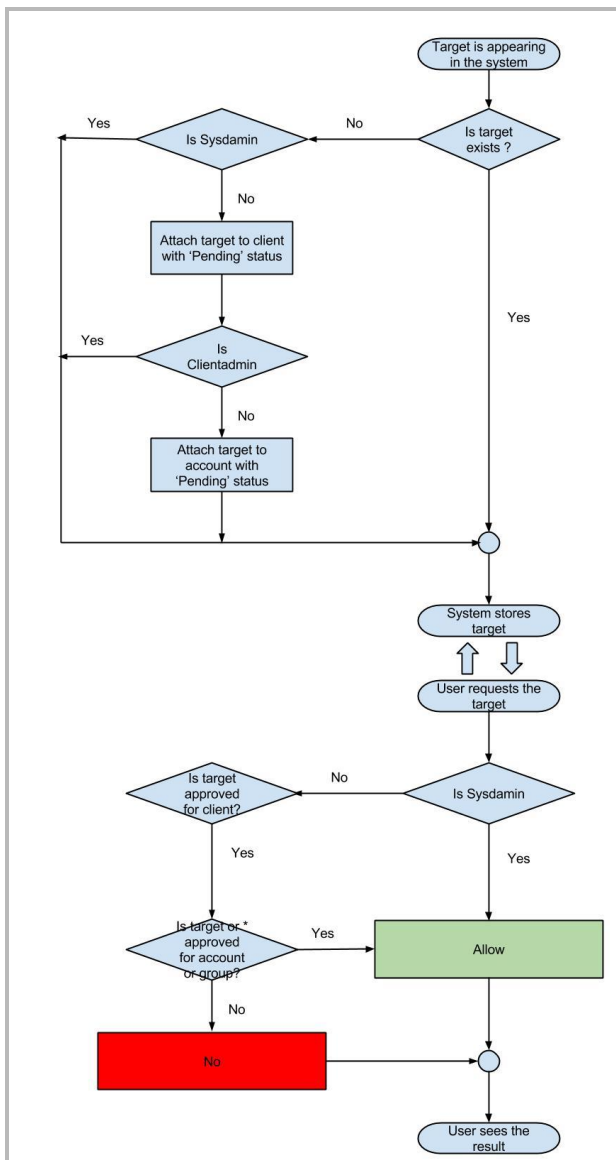 Target is appearing
in the system
Yes
Is Sysdamin
No
Is target
exists ?
No
Attach target to client
with ‘Pending’ status
Yes
Yes
Is
Clientadmin
No
Attach target to
account with
‘Pending’ status
System stores
target
User requests the
target
Is target
approved
for client?
No
Is Sysdamin
Yes
Yes
Is target or *
approved
for account
or group?
Yes
Allow
No
No
User sees the
result